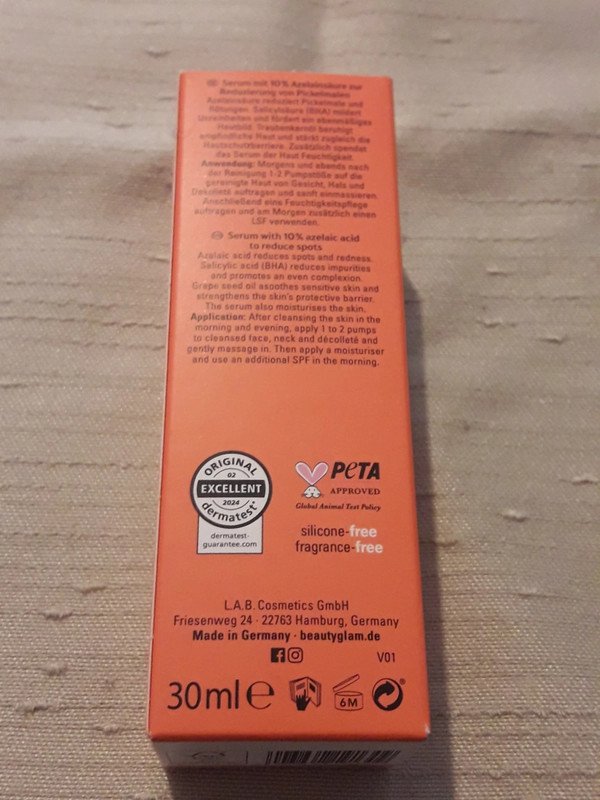 DE Serum mit 10% Azelainsäure zur
Reduzierung von Pickelmalen
Azelainsäure reduziert Pickelmale und
Rötungen. Salicylsäure (BHA) mildert
Unreinheiten und fördert ein ebenmäßiges
Hautbild. Traubenkernöl beruhigt
empfindliche Haut und stärkt zugleich die
Hautschutzbarriere. Zusätzlich spendet
das Serum der Haut Feuchtigkeit.
Anwendung: Morgens und abends nach
der Reinigung 1-2 Pumpstöße auf die
gereinigte Haut von Gesicht, Hals und
Dekolleté auftragen und sanft einmassieren.
Anschließend eine Feuchtigkeitspflege
auftragen und am Morgen zusätzlich einen
LSF verwenden.
Serum with 10% azelaic acid
to reduce spots
Azelaic acid reduces spots and redness.
Salicylic acid (BHA) reduces impurities
and promotes an even complexion.
Grape seed oil asoothes sensitive skin and
strengthens the skin's protective barrier.
The serum also moisturises the skin.
Application: After cleansing the skin in the
morning and evening, apply 1 to 2 pumps
to cleansed face, neck and décolleté and
gently massage in. Then apply a moisturiser
and use an additional SPF in the morning.
ORIGINAL
02
EXCELLENT
2024
dermatest®
dermatest-
guarantee.com
PETA
APPROVED
Global Animal Test Policy
silicone-free
fragrance-free
L.A.B. Cosmetics GmbH
Friesenweg 24 · 22763 Hamburg, Germany
Made in Germany · beautyglam.de
V01
30ml e
6M